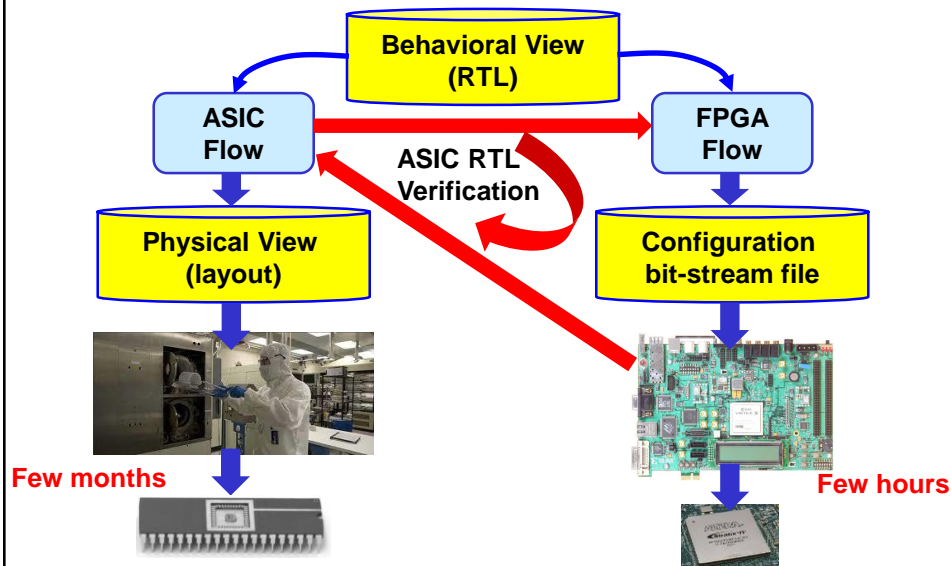 Behavioral View
(RTL)
ASIC
Flow
FPGA
Flow
ASIC RTL
Verification
Physical View
(layout)
Configuration
bit-stream file
Few months
Few hours